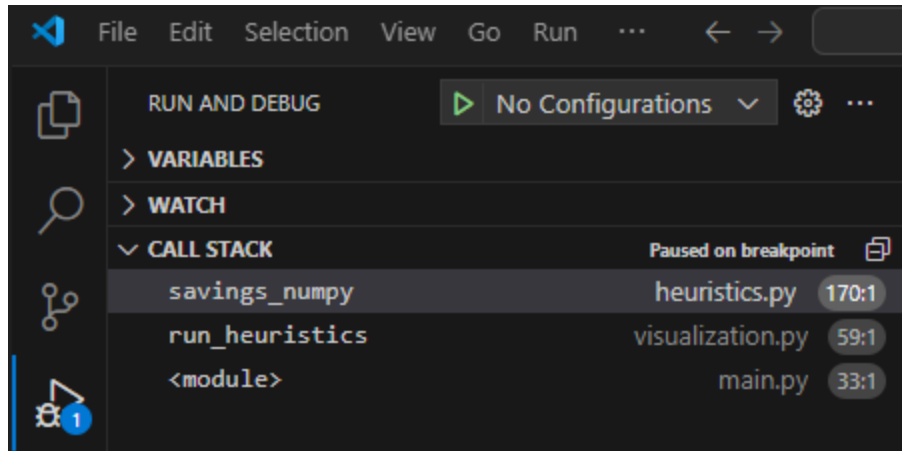 File Edit Selection View Go Run ···
RUN AND DEBUG No Configurations ···
VARIABLES
WATCH
CALL STACK Paused on breakpoint
savings_numpy heuristics.py 170:1
run_heuristics visualization.py 59:1
<module> main.py 33:1
1